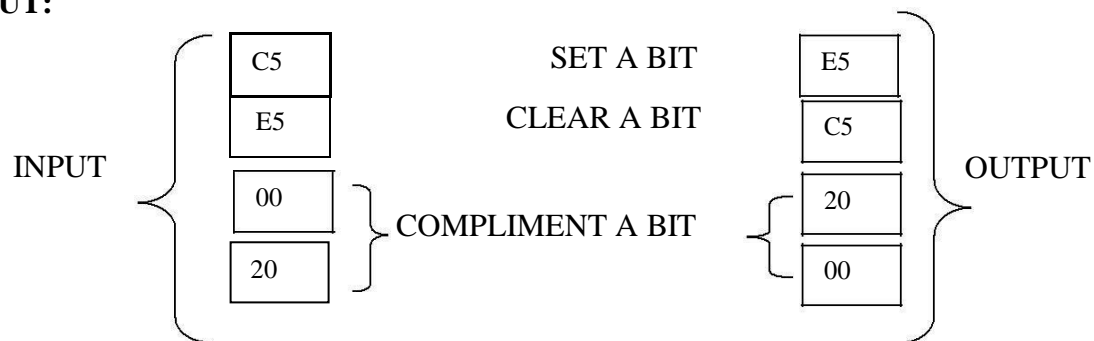 UT:
C5 SET A BIT E5
E5 CLEAR A BIT C5
INPUT OUTPUT
00 20
COMPLIMENT A BIT
20 00